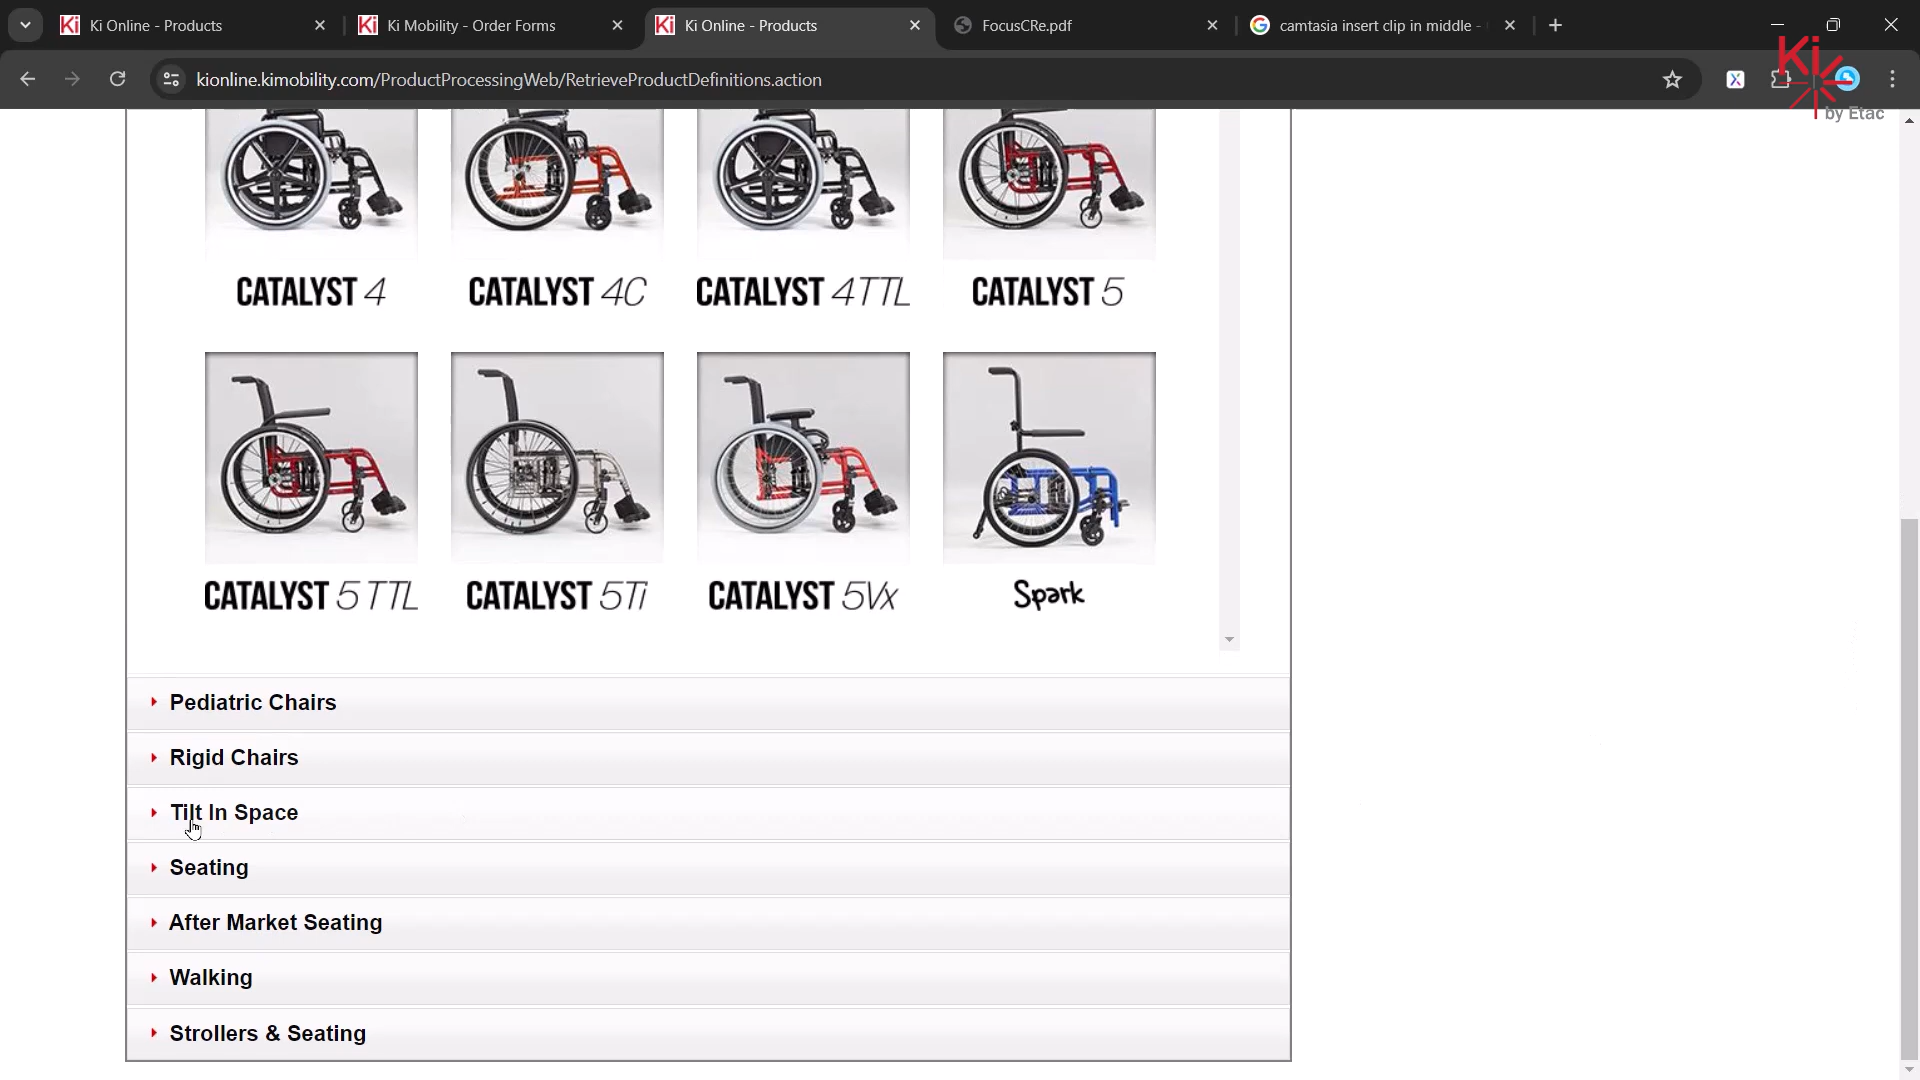 Ki Online - Products
Ki Mobility - Order Forms
Ki Online - Products
FocusCRe.pdf
camtasia insert clip in middle -
kionline.kimobility.com/ProductProcessingWeb/RetrieveProductDefinitions.action
Ki
by Etac
CATALYST 4
CATALYST 4C
CATALYST 4TTL
CATALYST 5
CATALYST 5 TTL
CATALYST 5Ti
CATALYST 5Vx
Spark
Pediatric Chairs
Rigid Chairs
Tilt In Space
Seating
After Market Seating
Walking
Strollers & Seating